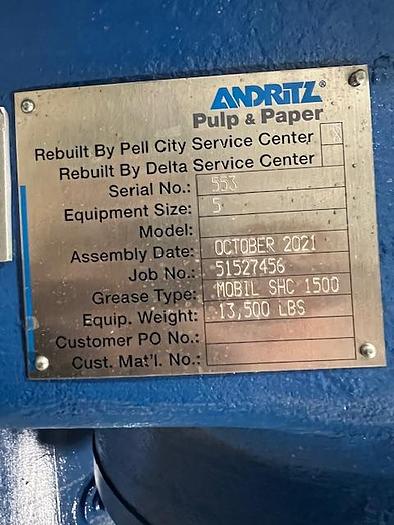 ANDRITZ
Pulp & Paper
Rebuilt By Pell City Service Center X
Rebuilt By Delta Service Center
Serial No.: 553
Equipment Size: 5
Model:
Assembly Date: OCTOBER 2021
Job No.: 51527456
Grease Type: MOBIL SHC 1500
Equip. Weight: 13,500 LBS
Customer PO No.:
Cust. Mat'l. No.: